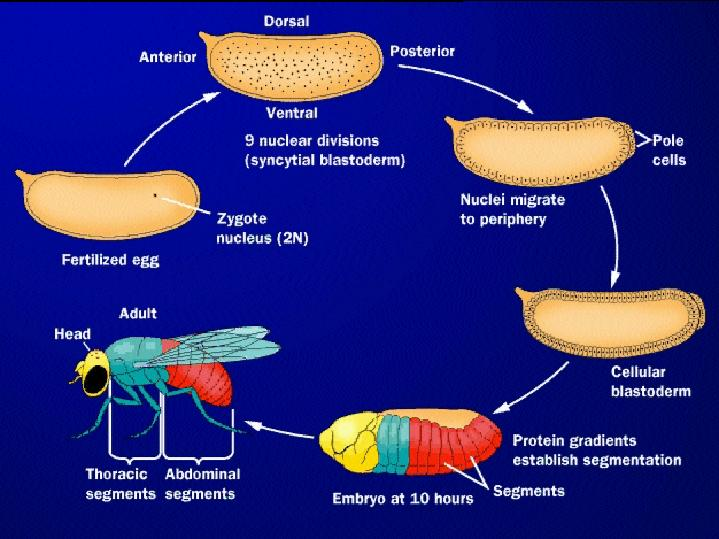 Dorsal
Anterior
Posterior
Ventral
9 nuclear divisions
(syncytial blastoderm)
Pole
cells
Nuclei migrate
to periphery
Zygote
nucleus (2N)
Fertilized egg
Cellular
blastoderm
Adult
Head
Thoracic
segments
Abdominal
segments
Protein gradients
establish segmentation
Segments
Embryo at 10 hours